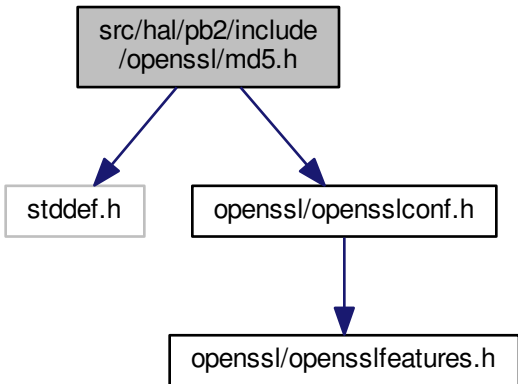 src/hal/pb2/include
/openssl/md5.h
stddef.h
openssl/opensslconf.h
openssl/opensslfeatures.h